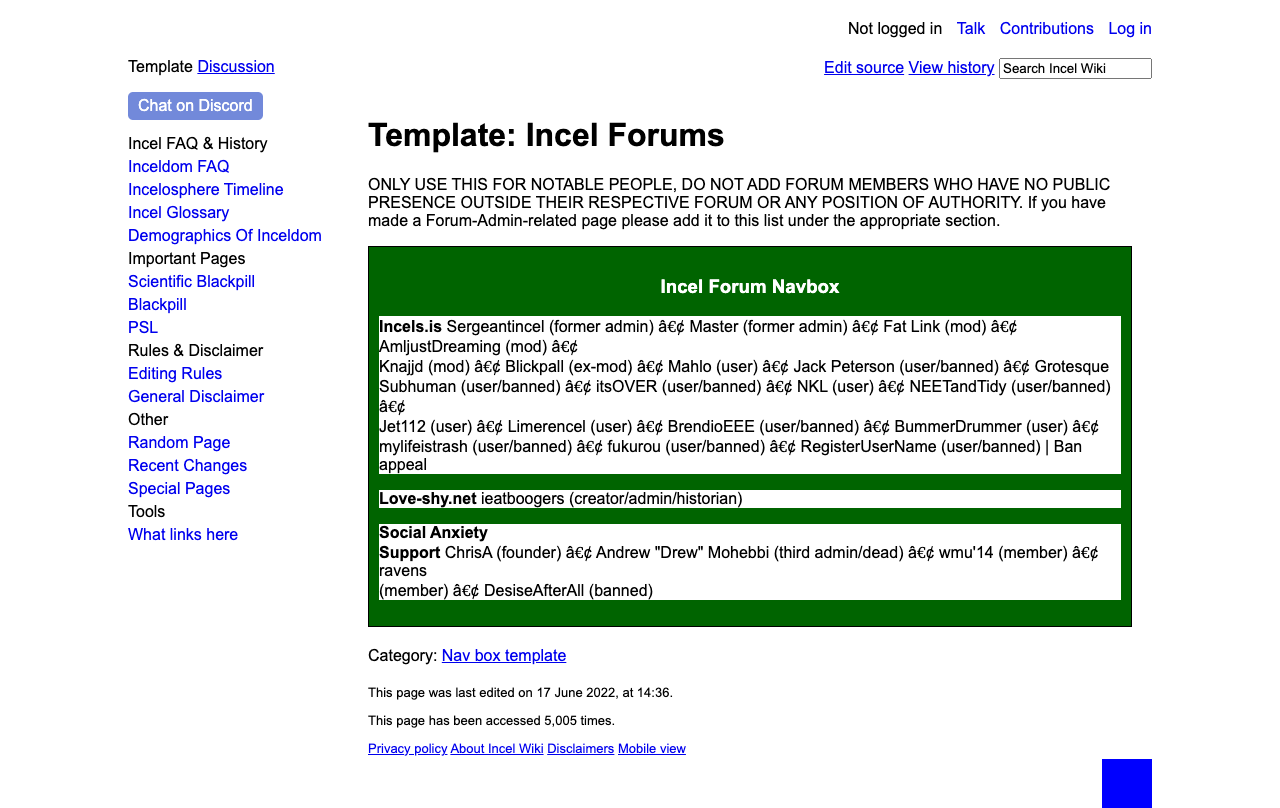 Not logged in Talk Contributions Log in
Template Discussion
Edit source View history Search Incel Wiki
Chat on Discord
Incel FAQ & History
Inceldom FAQ
Incelosphere Timeline
Incel Glossary
Demographics Of Inceldom
Important Pages
Scientific Blackpill
Blackpill
PSL
Rules & Disclaimer
Editing Rules
General Disclaimer
Other
Random Page
Recent Changes
Special Pages
Tools
What links here
Template: Incel Forums
ONLY USE THIS FOR NOTABLE PEOPLE, DO NOT ADD FORUM MEMBERS WHO HAVE NO PUBLIC
PRESENCE OUTSIDE THEIR RESPECTIVE FORUM OR ANY POSITION OF AUTHORITY. If you have
made a Forum-Admin-related page please add it to this list under the appropriate section.
Incel Forum Navbox
Incels.is Sergeantincel (former admin) â€¢ Master (former admin) â€¢ Fat Link (mod) â€¢
AmljustDreaming (mod) â€¢
Knajjd (mod) â€¢ Blickpall (ex-mod) â€¢ Mahlo (user) â€¢ Jack Peterson (user/banned) â€¢ Grotesque
Subhuman (user/banned) â€¢ itsOVER (user/banned) â€¢ NKL (user) â€¢ NEETandTidy (user/banned)
â€¢
Jet112 (user) â€¢ Limerencel (user) â€¢ BrendioEEE (user/banned) â€¢ BummerDrummer (user) â€¢
mylifeistrash (user/banned) â€¢ fukurou (user/banned) â€¢ RegisterUserName (user/banned) | Ban
appeal
Love-shy.net ieatboogers (creator/admin/historian)
Social Anxiety
Support ChrisA (founder) â€¢ Andrew "Drew" Mohebbi (third admin/dead) â€¢ wmu'14 (member) â€¢
ravens
(member) â€¢ DesiseAfterAll (banned)
Category: Nav box template
This page was last edited on 17 June 2022, at 14:36.
This page has been accessed 5,005 times.
Privacy policy About Incel Wiki Disclaimers Mobile view